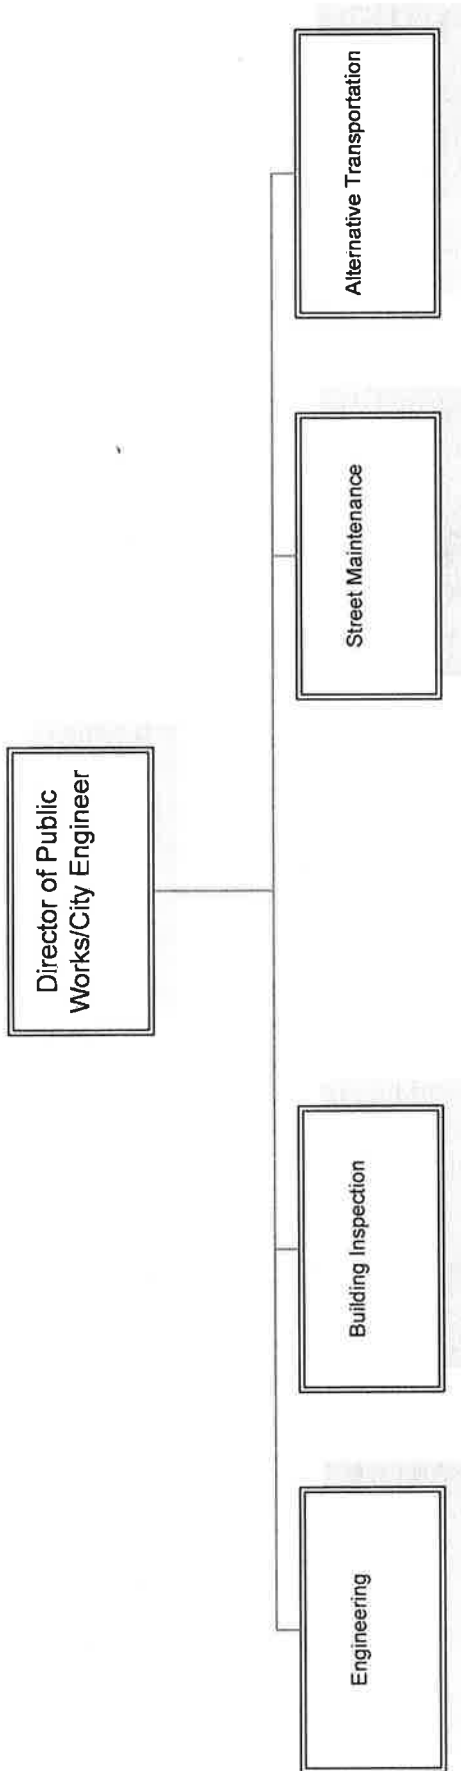 Director of Public
Works/City Engineer
Engineering
Building Inspection
Street Maintenance
Alternative Transportation